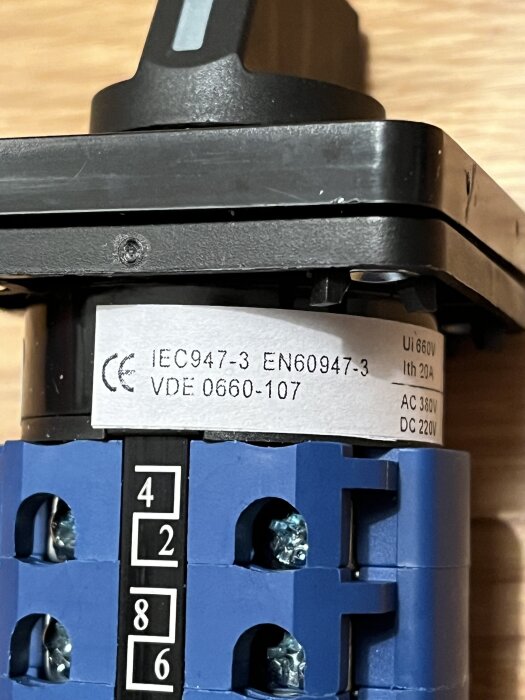 CE IEC947-3 EN60947-3
VDE 0660-107
Ui 660V
Ith 20A
AC 380V
DC 220V
4
2
8
6